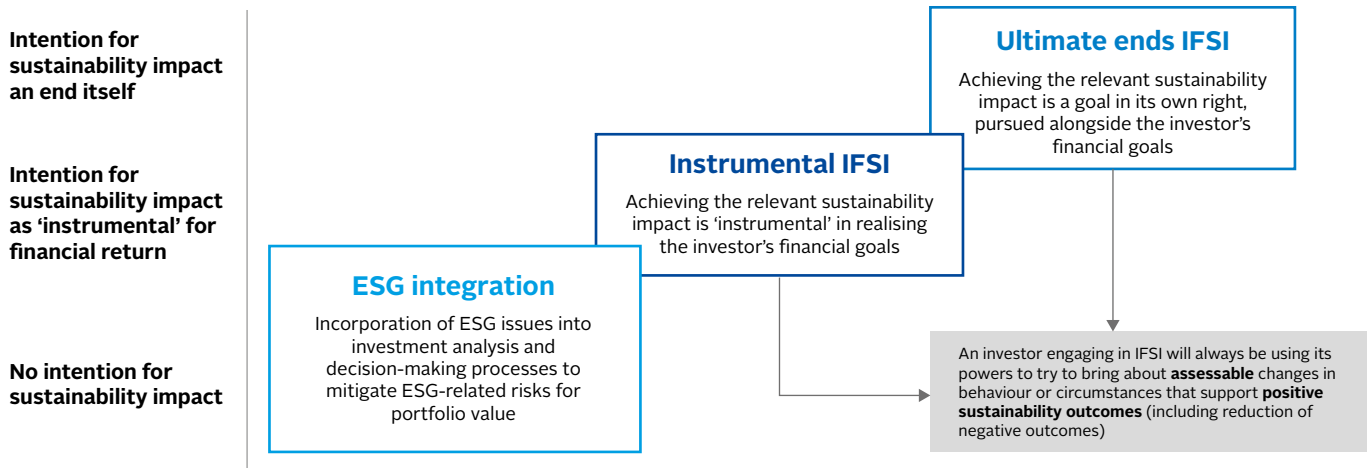 Intention for
sustainability impact
an end itself
Intention for
sustainability impact
as ‘instrumental’ for
financial return
No intention for
sustainability impact
Ultimate ends IFSI
Achieving the relevant sustainability
impact is a goal in its own right,
pursued alongside the investor’s
financial goals
Instrumental IFSI
Achieving the relevant sustainability
impact is ‘instrumental’ in realising
the investor’s financial goals
ESG integration
Incorporation of ESG issues into
investment analysis and
decision-making processes to
mitigate ESG-related risks for
portfolio value
An investor engaging in IFSI will always be using its
powers to try to bring about assessable changes in
behaviour or circumstances that support positive
sustainability outcomes (including reduction of
negative outcomes)